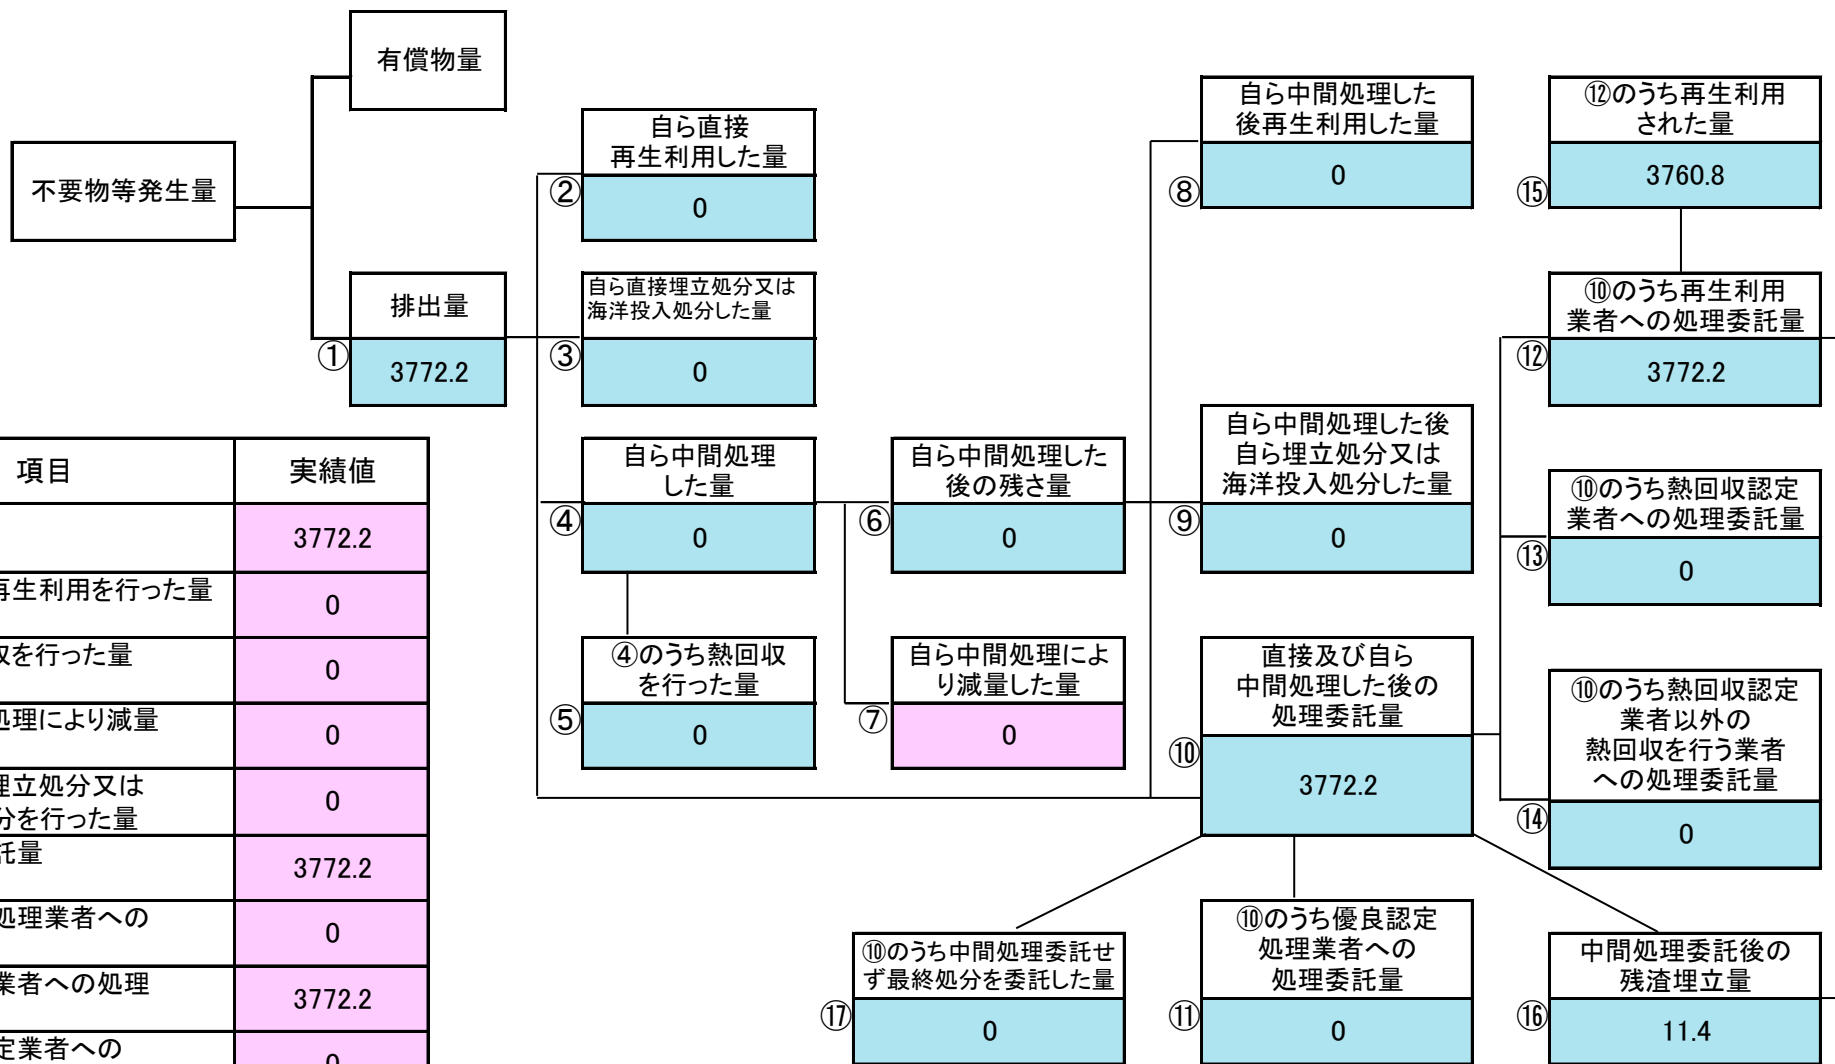 有償物量
不要物等発生量
排出量
①
3772.2
自ら直接
再生利用した量
②
0
自ら直接埋立処分又は
海洋投入処分した量
③
0
自ら中間処理
した量
④
0
④のうち熱回収
を行った量
⑤
0
自ら中間処理した
後の残さ量
⑥
0
自ら中間処理によ
り減量した量
⑦
0
自ら中間処理した
後再生利用した量
⑧
0
自ら中間処理した後
自ら埋立処分又は
海洋投入処分した量
⑨
0
直接及び自ら
中間処理した後の
処理委託量
⑩
3772.2
⑩のうち優良認定
処理業者への
処理委託量
⑪
0
⑫のうち再生利用
された量
⑮
3760.8
⑩のうち再生利用
業者への処理委託量
⑫
3772.2
⑩のうち熱回収認定
業者への処理委託量
⑬
0
⑩のうち熱回収認定
業者以外の
熱回収を行う業者
への処理委託量
⑭
0
⑩のうち中間処理委託せ
ず最終処分を委託した量
⑰
0
中間処理委託後の
残渣埋立量
⑯
11.4
項目 実績値
3772.2
再生利用を行った量
0
を行った量
0
処理により減量
0
埋立処分又は
分を行った量
0
託量
3772.2
処理業者への
0
業者への処理
3772.2
定業者への
0